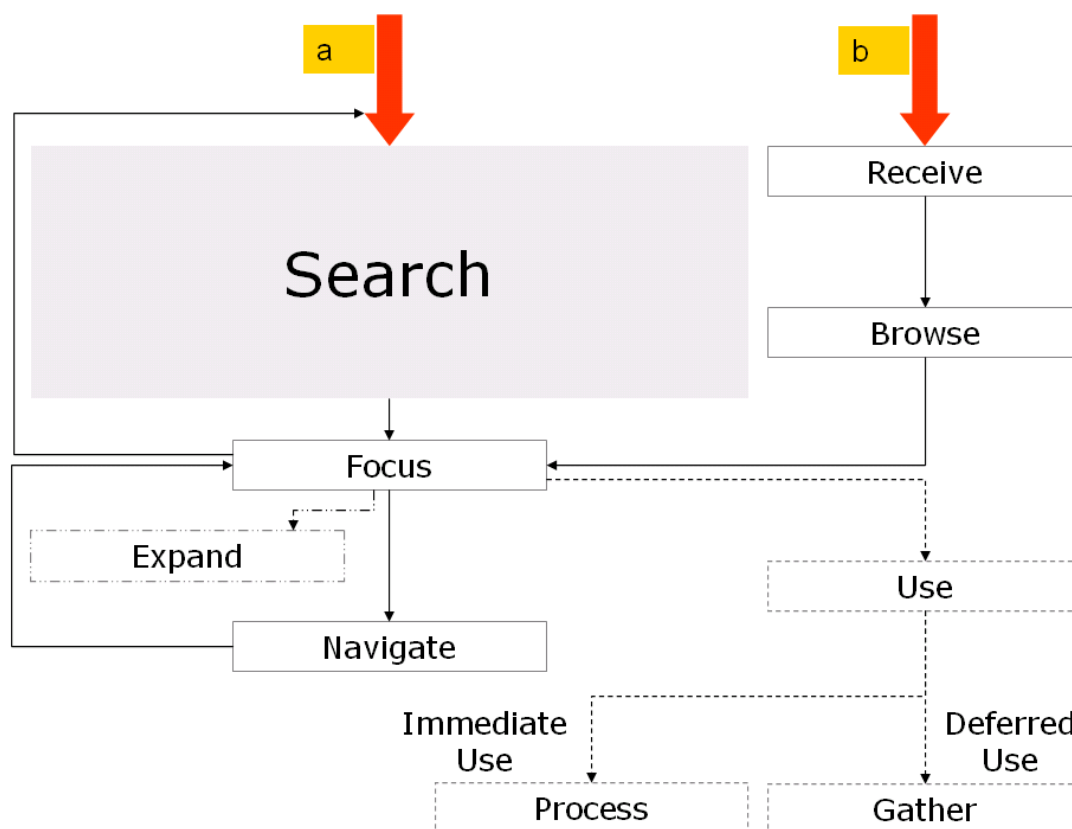 a
b
Receive
Search
Browse
Focus
Expand
Use
Navigate
Immediate
Use
Deferred
Use
Process
Gather